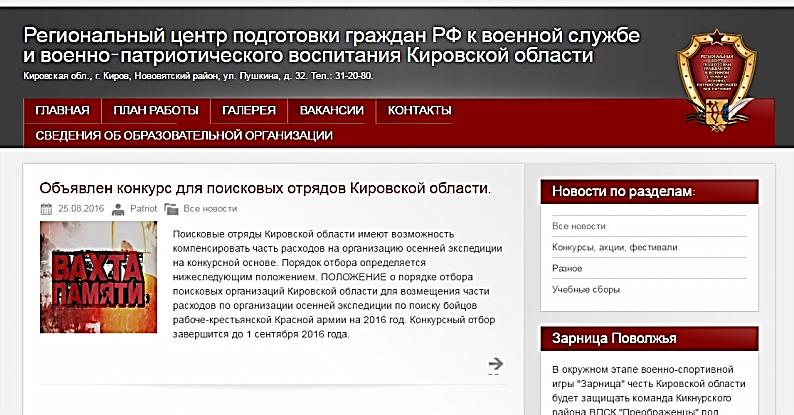 Региональный центр подготовки граждан РФ к военной службе
и военно-патриотического воспитания Кировской области
Кировская обл., г. Киров, Нововятский район, ул. Пушкина, д. 32. Тел.: 31-20-80.
ГЛАВНАЯ ПЛАН РАБОТЫ ГАЛЕРЕЯ ВАКАНСИИ КОНТАКТЫ
СВЕДЕНИЯ ОБ ОБРАЗОВАТЕЛЬНОЙ ОРГАНИЗАЦИИ
Объявлен конкурс для поисковых отрядов Кировской области.
25.08.2016 Patriot Все новости
ВАХТА
ПАМЯТИ
Поисковые отряды Кировской области имеют возможность
компенсировать часть расходов на организацию осенней экспедиции
на конкурсной основе. Порядок отбора определяется
нижеследующим положением. ПОЛОЖЕНИЕ о порядке отбора
поисковых организаций Кировской области для возмещения части
расходов по организации осенней экспедиции по поиску бойцов
рабоче-крестьянской Красной армии на 2016 год. Конкурсный отбор
завершится до 1 сентября 2016 года.
Новости по разделам:
Все новости
Конкурсы, акции, фестивали
Разное
Учебные сборы
Зарница Поволжья
В окружном этапе военно-спортивной
игры "Зарница" честь Кировской области
будет защищать команда Кикнурского
района ВПСК "Преображенцы" под